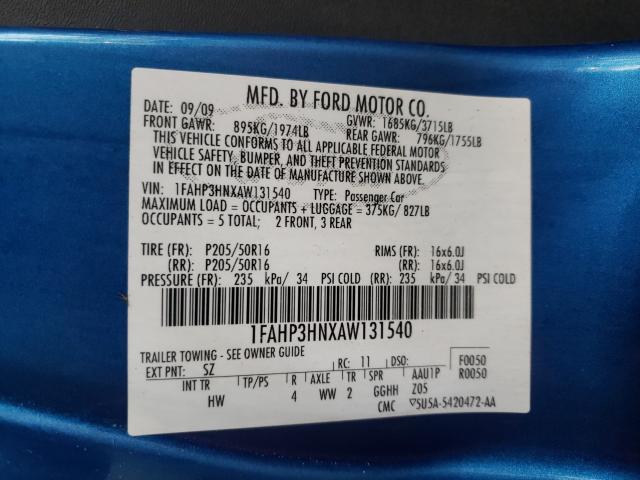 MFD. BY FORD MOTOR CO.
DATE: 09/09 GVWR: 1685KG/3715LB
FRONT GAWR: 895KG/1974LB REAR GAWR: 796KG/1755LB
THIS VEHICLE CONFORMS TO ALL APPLICABLE FEDERAL MOTOR
VEHICLE SAFETY, BUMPER, AND THEFT PREVENTION STANDARDS
IN EFFECT ON THE DATE OF MANUFACTURE SHOWN ABOVE.
VIN: 1FAHP3HNXAW131540 TYPE: Passenger Car
MAXIMUM LOAD = OCCUPANTS + LUGGAGE = 375KG/ 827LB
OCCUPANTS = 5 TOTAL; 2 FRONT, 3 REAR
TIRE (FR): P205/50R16 RIMS (FR): 16x6.0J
(RR): P205/50R16 (RR): 16x6.0J
PRESSURE (FR): 235 kPa/ 34 PSI COLD (RR): 235 kPa/ 34 PSI COLD
1FAHP3HNXAW131540
TRAILER TOWING - SEE OWNER GUIDE
EXT PNT: SZ RC: 11 DSO: F0050
INT TR TP/PS R AXLE TR SPR AAU1P R0050
HW 4 WW 2 GGHH Z05
CMC ▽5U5A-5420472-AA